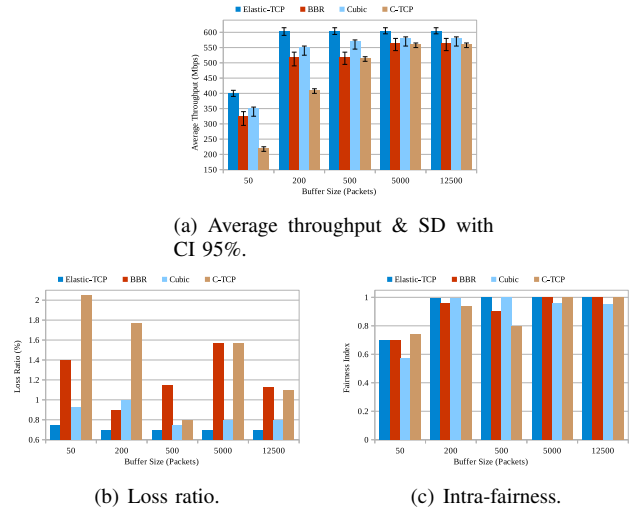 Elastic-TCP BBR Cubic C-TCP
600
550
500
450
400
350
300
250
200
150
Average Throughput (Mbps)
50 200 500 5000 12500
Buffer Size (Packets)
(a) Average throughput & SD with
CI 95%.
Elastic-TCP BBR Cubic C-TCP
2
1.8
1.6
1.4
1.2
1
0.8
0.6
Loss Ratio (%)
50 200 500 5000 12500
Buffer Size (Packets)
(b) Loss ratio.
Elastic-TCP BBR Cubic C-TCP
1
0.8
0.6
0.4
0.2
0
Fairness Index
50 200 500 5000 12500
Buffer Size (Packets)
(c) Intra-fairness.